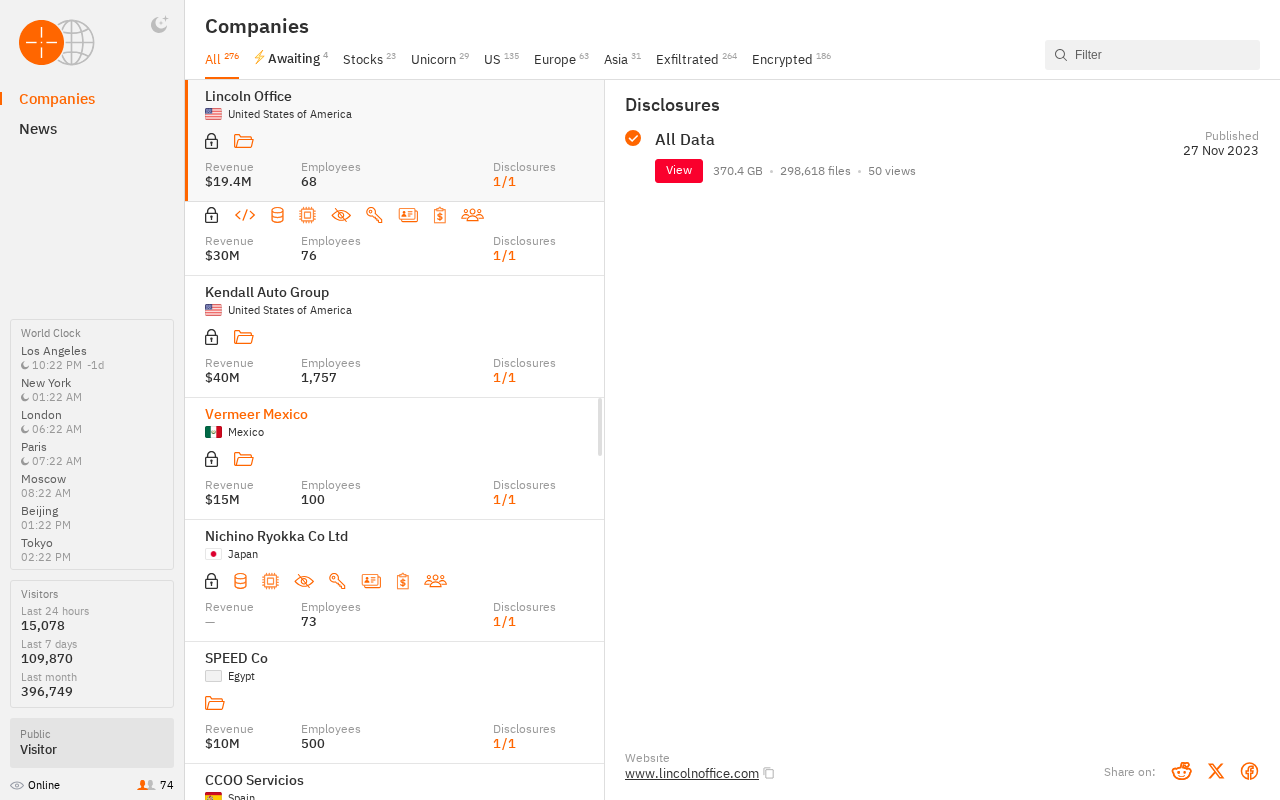 Companies
All 276 Awaiting 4 Stocks 23 Unicorn 29 US 135 Europe 63 Asia 31 Exfiltrated 264 Encrypted 186
Filter
Companies
News
World Clock
Los Angeles
10:22 PM -1d
New York
01:22 AM
London
06:22 AM
Paris
07:22 AM
Moscow
08:22 AM
Beijing
01:22 PM
Tokyo
02:22 PM
Visitors
Last 24 hours
15,078
Last 7 days
109,870
Last month
396,749
Public
Visitor
Online 74
Lincoln Office
United States of America
Revenue Employees Disclosures
$19.4M 68 1/1
Revenue Employees Disclosures
$30M 76 1/1
Kendall Auto Group
United States of America
Revenue Employees Disclosures
$40M 1,757 1/1
Vermeer Mexico
Mexico
Revenue Employees Disclosures
$15M 100 1/1
Nichino Ryokka Co Ltd
Japan
Revenue Employees Disclosures
— 73 1/1
SPEED Co
Egypt
Revenue Employees Disclosures
$10M 500 1/1
CCOO Servicios
Spain
Disclosures
All Data
Published
27 Nov 2023
View 370.4 GB • 298,618 files • 50 views
Website
www.lincolnoffice.com
Share on: